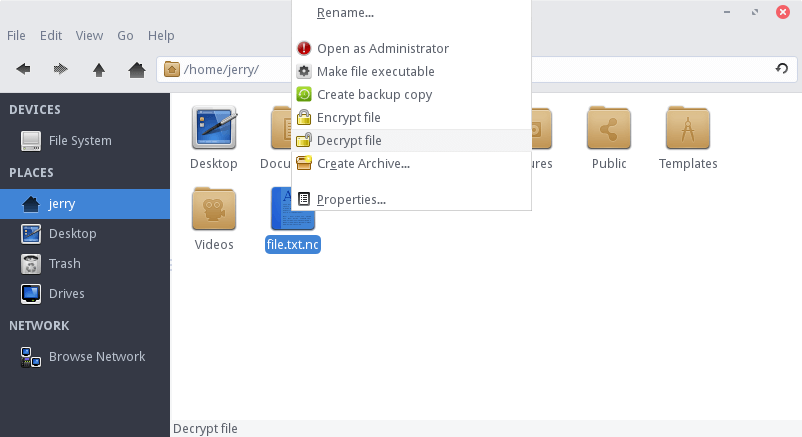 Rename...
File Edit View Go Help
Open as Administrator
/home/jerry/
Make file executable
Create backup copy
DEVICES
Encrypt file
File System
Decrypt file
Desktop
Create Archive...
Public
Templates
PLACES
jerry
Properties...
Desktop
Videos
file.txt.nc
Trash
Drives
NETWORK
Browse Network
Decrypt file